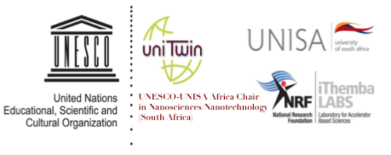 UNESCO
United Nations
Educational, Scientific and
Cultural Organization
uniTwin
UNESCO-UNISA Africa Chair
in Nanosciences/Nanotechnology
(South Africa)
UNISA
university
of south africa
NRF
National Research
Foundation
iThemba
LABS
Laboratory for Accelerator
Based Sciences